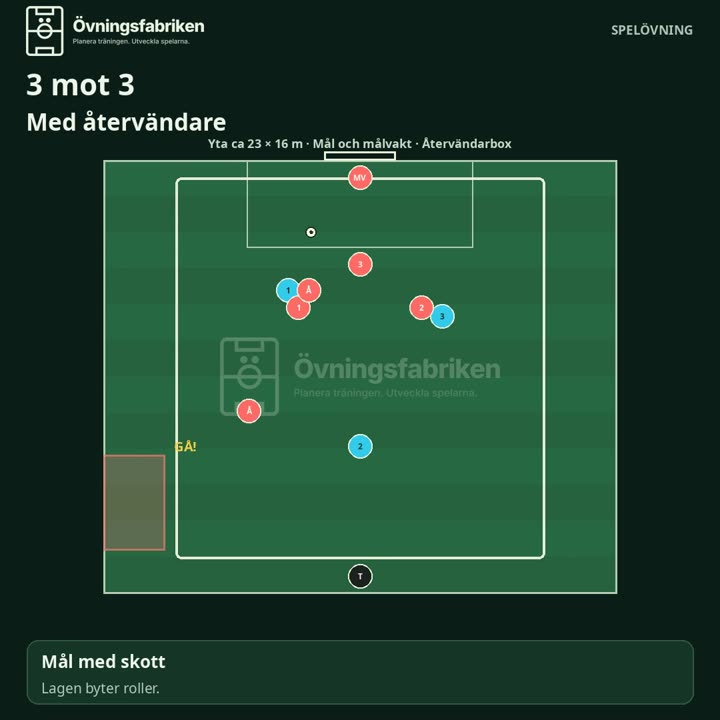 Övningsfabriken
Planera träningen. Utveckla spelarna.
SPELÖVNING
3 mot 3
Med återvändare
Yta ca 23 × 16 m · Mål och målvakt · Återvändarbox
MV
3
1
Å
1
2
3
Övningsfabriken
Planera träningen. Utveckla spelarna.
Å
GÅ!
2
T
Mål med skott
Lagen byter roller.